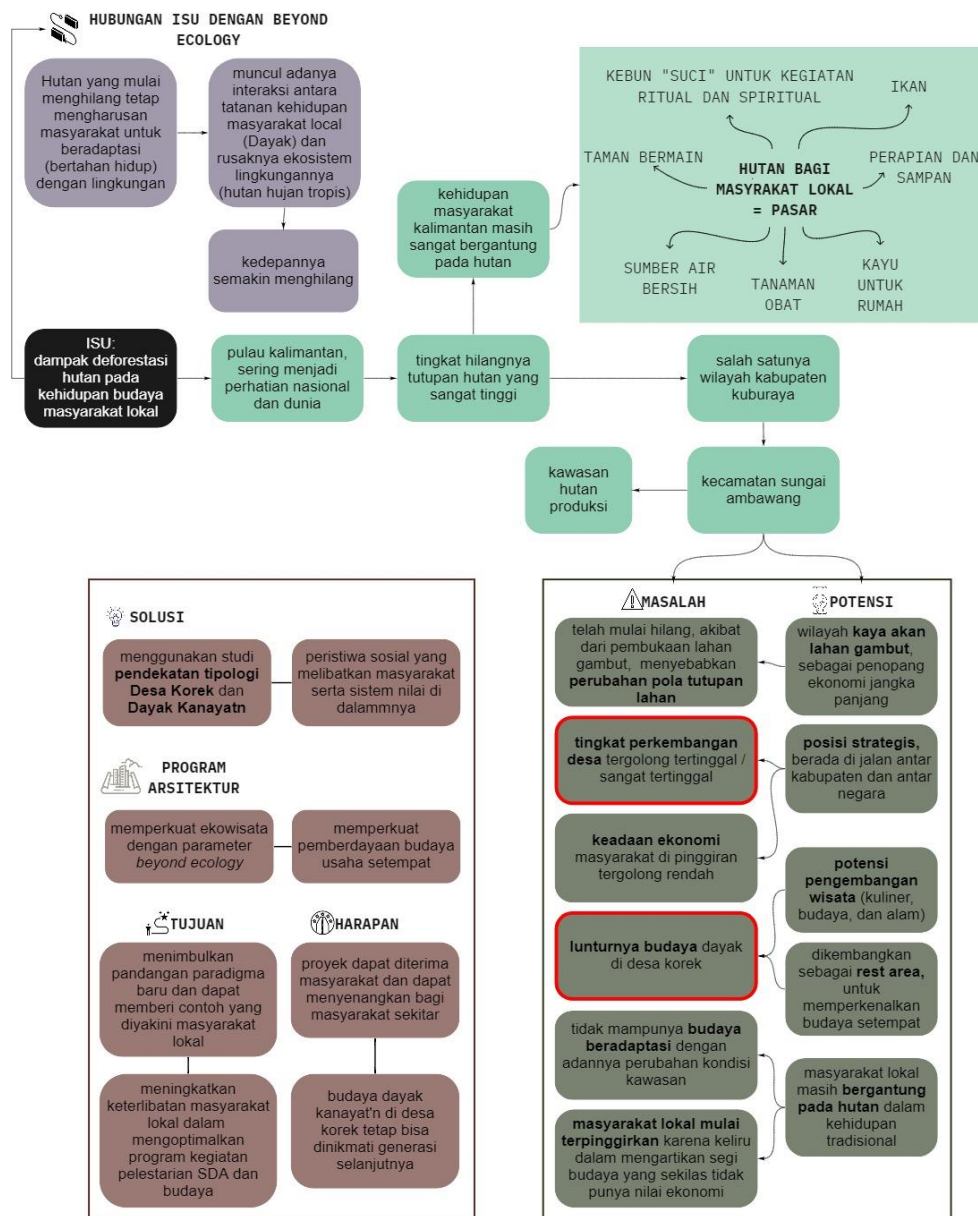 HUBUNGAN ISU DENGAN BEYOND
ECOLOGY
Hutan yang mulai
menghilang tetap
mengharusan
masyarakat untuk
beradaptasi
(bertahan hidup)
dengan lingkungan
muncul adanya
interaksi antara
tatanan kehidupan
masyarakat local
(Dayak) dan
rusaknya ekosistem
lingkungannya
(hutan hujan tropis)
kedepannya
semakin menghilang
KEBUN "SUCI" UNTUK KEGIATAN
RITUAL DAN SPIRITUAL
IKAN
TAMAN BERMAIN
HUTAN BAGI
MASYRAKAT LOKAL
= PASAR
PERAPIAN DAN
SAMPAN
SUMBER AIR
BERSIH
TANAMAN
OBAT
KAYU
UNTUK
RUMAH
kehidupan
masyarakat
kalimantan masih
sangat bergantung
pada hutan
ISU:
dampak deforestasi
hutan pada
kehidupan budaya
masyarakat lokal
pulau kalimantan,
sering menjadi
perhatian nasional
dan dunia
tingkat hilangnya
tutupan hutan yang
sangat tinggi
salah satunya
wilayah kabupaten
kuburaya
kawasan
hutan
produksi
kecamatan sungai
ambawang
SOLUSI
menggunakan studi
pendekatan tipologi
Desa Korek dan
Dayak Kanayatn
peristiwa sosial yang
melibatkan masyarakat
serta sistem nilai di
dalammnya
PROGRAM
ARSITEKTUR
memperkuat ekowisata
dengan parameter
beyond ecology
memperkuat
pemberdayaan budaya
usaha setempat
TUJUAN
menimbulkan
pandangan paradigma
baru dan dapat
memberi contoh yang
diyakini masyarakat
lokal
meningkatkan
keterlibatan masyarakat
lokal dalam
mengoptimalkan
program kegiatan
pelestarian SDA dan
budaya
HARAPAN
proyek dapat diterima
masyarakat dan dapat
menyenangkan bagi
masyarakat sekitar
budaya dayak
kanayat'n di desa
korek tetap bisa
dinikmati generasi
selanjutnya
MASALAH
telah mulai hilang, akibat
dari pembukaan lahan
gambut, menyebabkan
perubahan pola tutupan
lahan
tingkat perkembangan
desa tergolong tertinggal /
sangat tertinggal
keadaan ekonomi
masyarakat di pinggiran
tergolong rendah
lunturnya budaya dayak
di desa korek
tidak mampunya budaya
beradaptasi dengan
adannya perubahan kondisi
kawasan
masyarakat lokal mulai
terpinggirkan karena keliru
dalam mengartikan segi
budaya yang sekilas tidak
punya nilai ekonomi
POTENSI
wilayah kaya akan
lahan gambut,
sebagai penopang
ekonomi jangka
panjang
posisi strategis,
berada di jalan antar
kabupaten dan antar
negara
potensi
pengembangan
wisata (kuliner,
budaya, dan alam)
dikembangkan
sebagai rest area,
untuk
memperkenalkan
budaya setempat
masyarakat lokal
masih bergantung
pada hutan dalam
kehidupan
tradisional